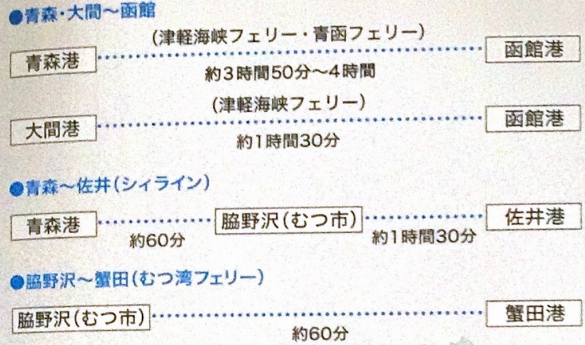 ●青森・大間～函館
(津軽海峡フェリー・青函フェリー)
青森港 函館港
約3時間50分～4時間
(津軽海峡フェリー)
大間港 函館港
約1時間30分
●青森～佐井(シィライン)
青森港 脇野沢(むつ市) 佐井港
約60分 約1時間30分
●脇野沢～蟹田(むつ湾フェリー)
脇野沢(むつ市) 蟹田港
約60分